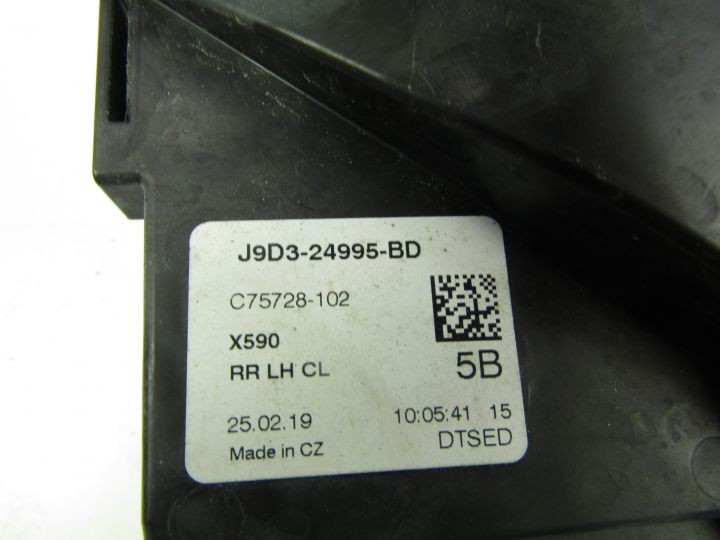 J9D3-24995-BD
C75728-102
X590
RR LH CL
5B
25.02.19 10:05:41 15
Made in CZ DTSED